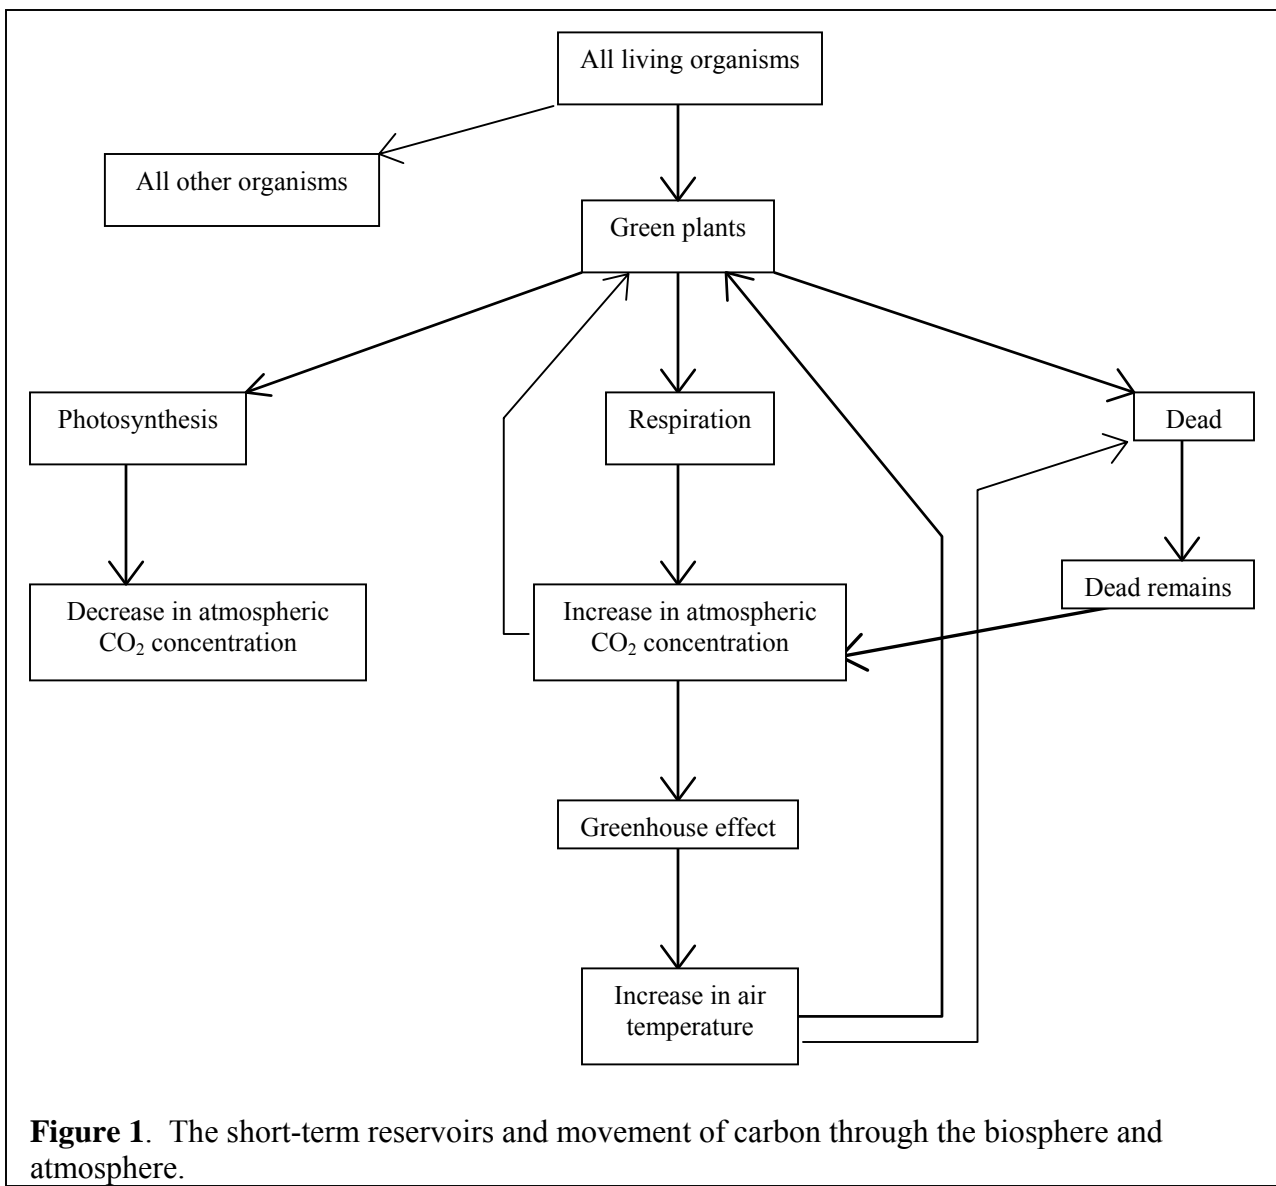 All living organisms
All other organisms
Green plants
Photosynthesis
Respiration
Dead
Decrease in atmospheric
CO₂ concentration
Increase in atmospheric
CO₂ concentration
Dead remains
Greenhouse effect
Increase in air
temperature
Figure 1.  The short-term reservoirs and movement of carbon through the biosphere and
atmosphere.